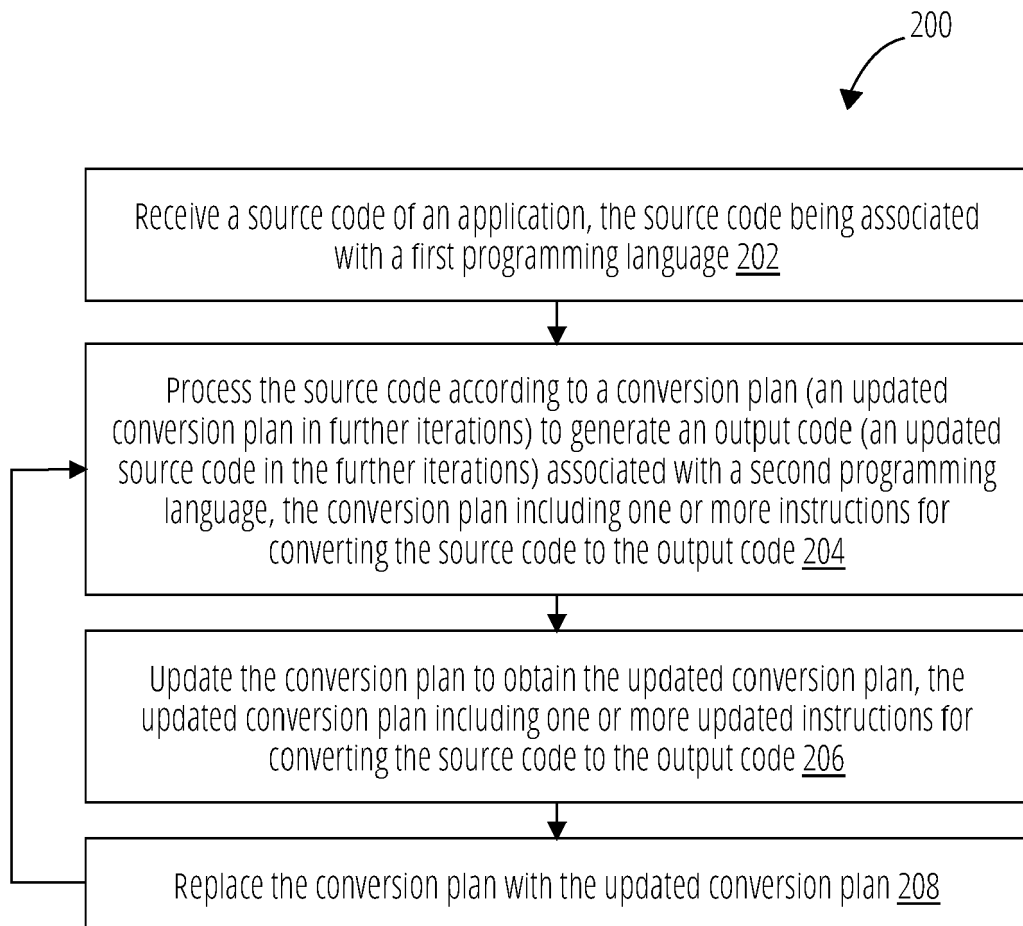 200
Receive a source code of an application, the source code being associated
with a first programming language 202
Process the source code according to a conversion plan (an updated
conversion plan in further iterations) to generate an output code (an updated
source code in the further iterations) associated with a second programming
language, the conversion plan including one or more instructions for
converting the source code to the output code 204
Update the conversion plan to obtain the updated conversion plan, the
updated conversion plan including one or more updated instructions for
converting the source code to the output code 206
Replace the conversion plan with the updated conversion plan 208